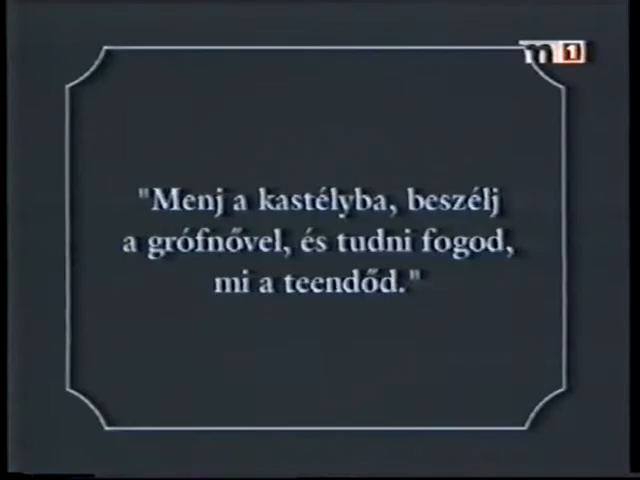 m1
"Menj a kastélyba, beszélj
a grófnővel, és tudni fogod,
mi a teendőd."